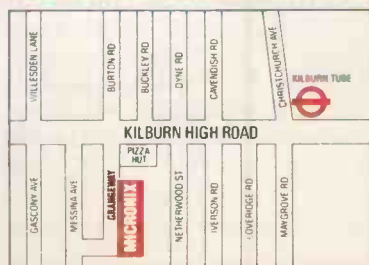 WILLESDEN LANE
BURTON RD
BUCKLEY RD
DYNE RD
CAVENDISH RD
CHRISTCHURCH AVE
KILBURN TUBE
KILBURN HIGH ROAD
GASCONY AVE
MESSINA AVE
GRANGEWAY
PIZZA
HUT
MICRONIX
NETHERWOOD ST
IVERSON RD
LOVERIDGE RD
MAYGROVE RD